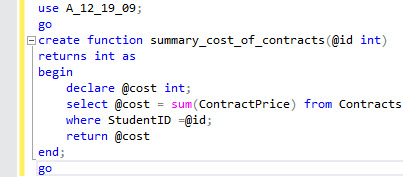 use A_12_19_09;
go
create function summary_cost_of_contracts(@id int)
returns int as
begin
declare @cost int;
select @cost = sum(ContractPrice) from Contracts
where StudentID =@id;
return @cost
end;
go